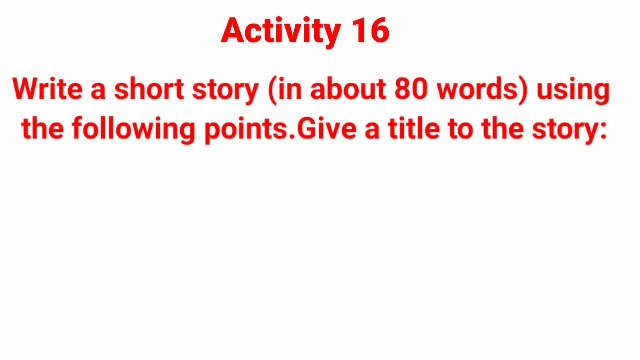 Activity 16
Write a short story (in about 80 words) using
the following points.Give a title to the story: